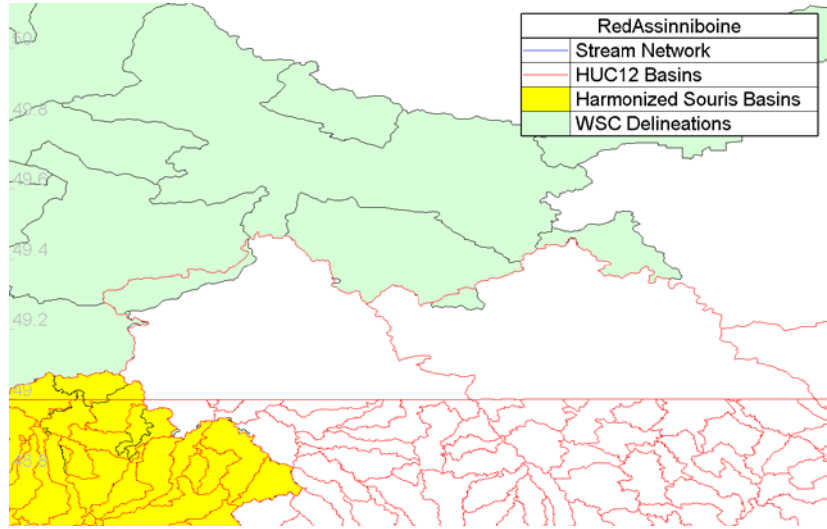 RedAssinniboine
Stream Network
HUC12 Basins
Harmonized Souris Basins
WSC Delineations
49.8
49.6
49.4
49.2
49